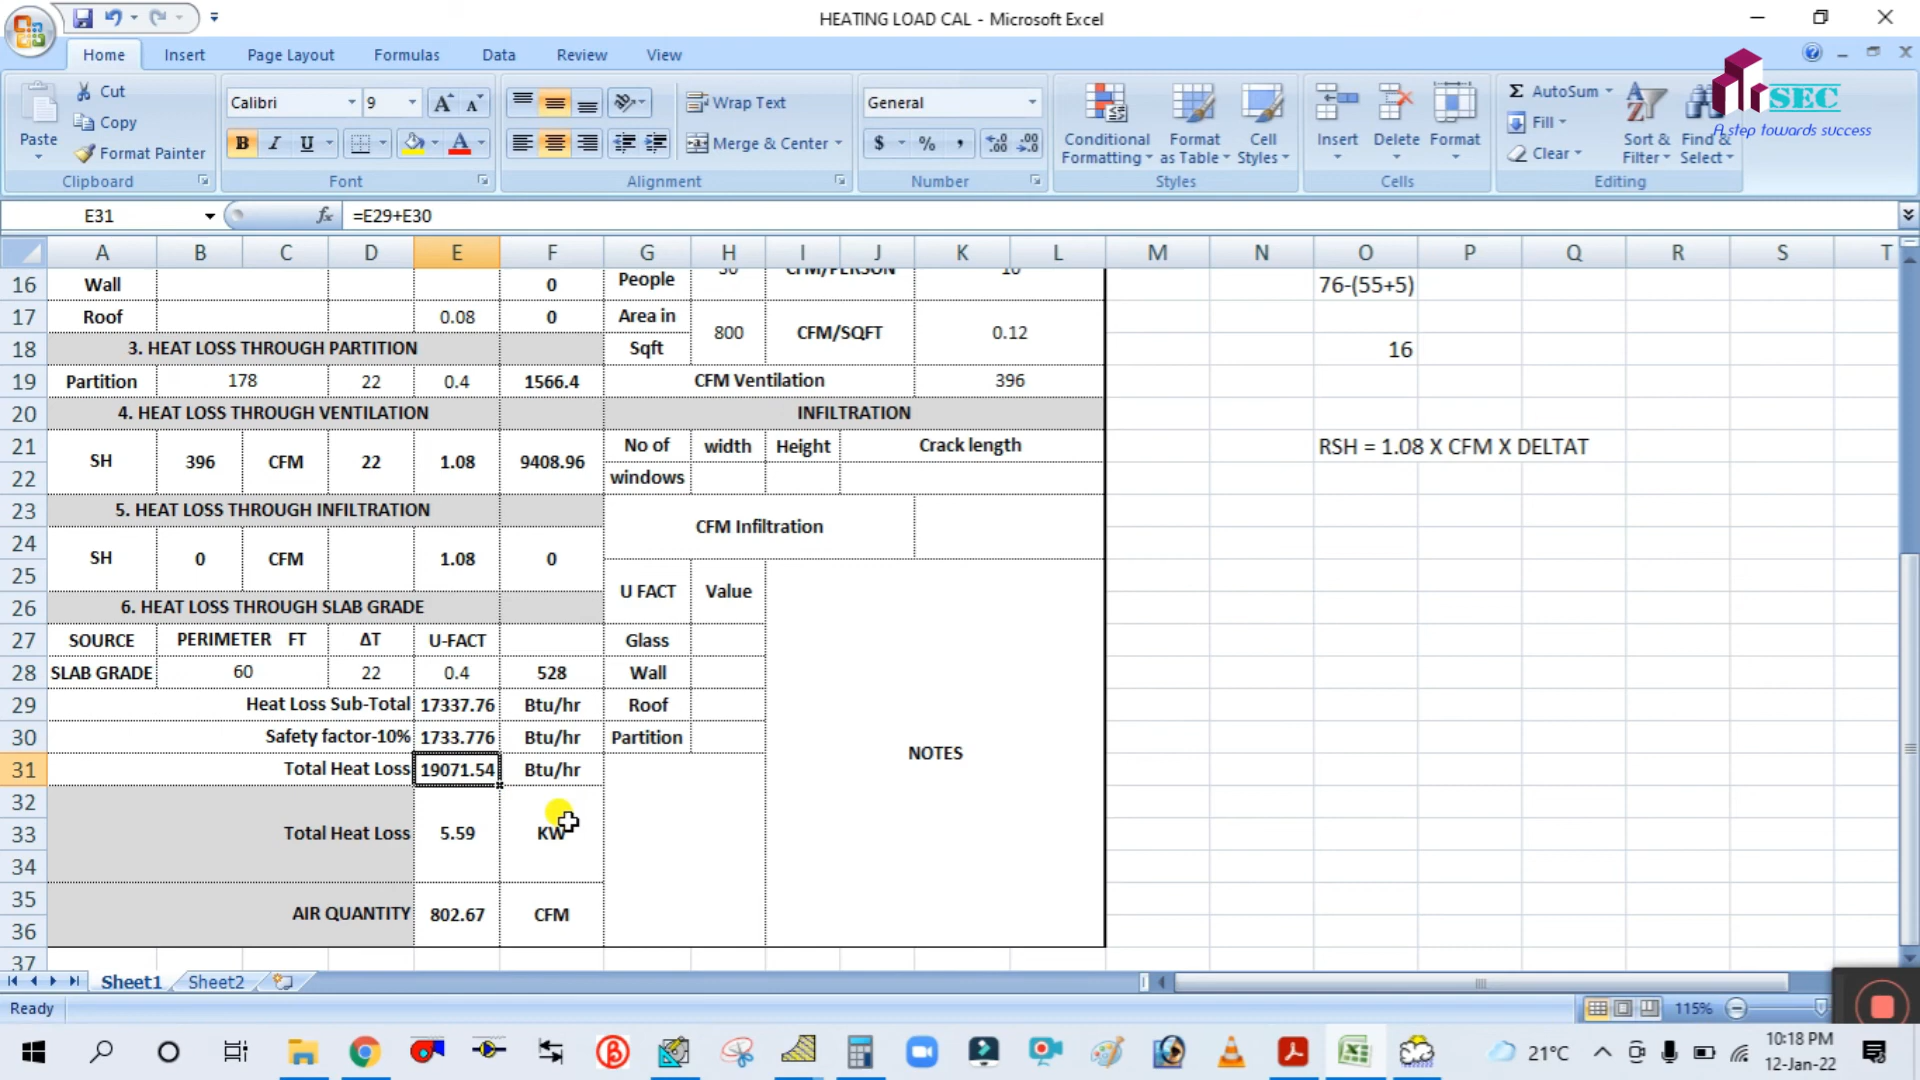 HEATING LOAD CAL - Microsoft Excel
Home Insert Page Layout Formulas Data Review View
SEC
A step towards success
Paste
Cut
Copy
Format Painter
Clipboard
Calibri 9
B I U A
Font
Wrap Text
Merge & Center
Alignment
General
$ % ,
Number
Conditional Formatting
Format as Table
Cell Styles
Styles
Insert Delete Format
Cells
AutoSum
Fill
Clear
Sort & Filter
Find & Select
Editing
E31 fx =E29+E30
A B C D E F G H I J K L M N O P Q R S T
16 Wall 0 People 30 CFM/PERSON 10 76-(55+5)
17 Roof 0.08 0 Area in
800 CFM/SQFT 0.12
18 3. HEAT LOSS THROUGH PARTITION Sqft 16
19 Partition 178 22 0.4 1566.4 CFM Ventilation 396
20 4. HEAT LOSS THROUGH VENTILATION INFILTRATION
21 No of width Height Crack length RSH = 1.08 X CFM X DELTAT
SH 396 CFM 22 1.08 9408.96
22 windows
23 5. HEAT LOSS THROUGH INFILTRATION
CFM Infiltration
24
SH 0 CFM 1.08 0
25
U FACT Value
26 6. HEAT LOSS THROUGH SLAB GRADE
27 SOURCE PERIMETER FT ΔT U-FACT Glass
28 SLAB GRADE 60 22 0.4 528 Wall
29 Heat Loss Sub-Total 17337.76 Btu/hr Roof
30 Safety factor-10% 1733.776 Btu/hr Partition
NOTES
31 Total Heat Loss 19071.54 Btu/hr
32
33 Total Heat Loss 5.59 KW
34
35
AIR QUANTITY 802.67 CFM
36
37
Sheet1 Sheet2
Ready 115%
21°C
10:18 PM
12-Jan-22